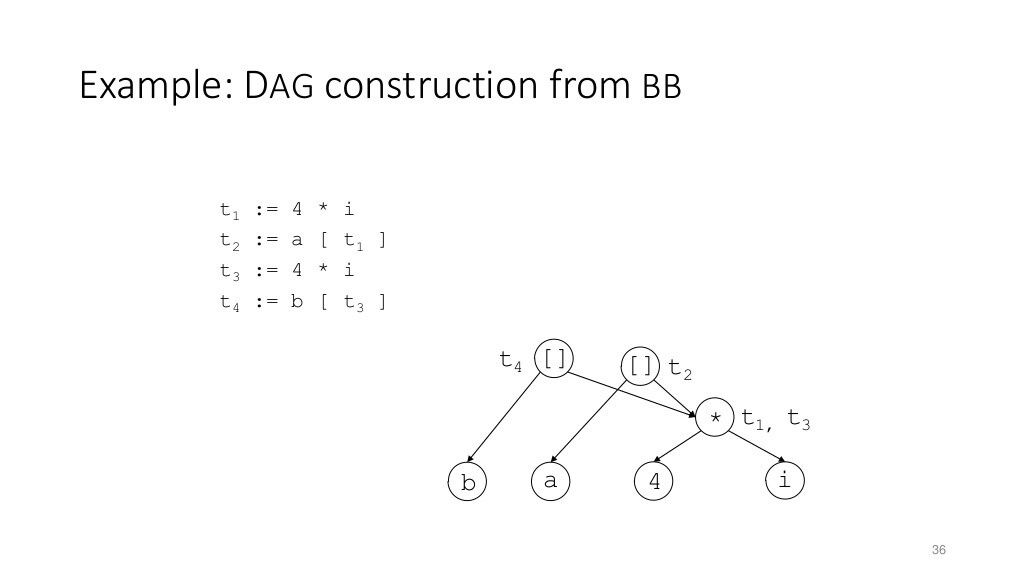 Example: DAG construction from BB
t1 := 4 * i
t2 := a [ t1 ]
t3 := 4 * i
t4 := b [ t3 ]
t4 [] [] t2
* t1, t3
b a 4 i
36